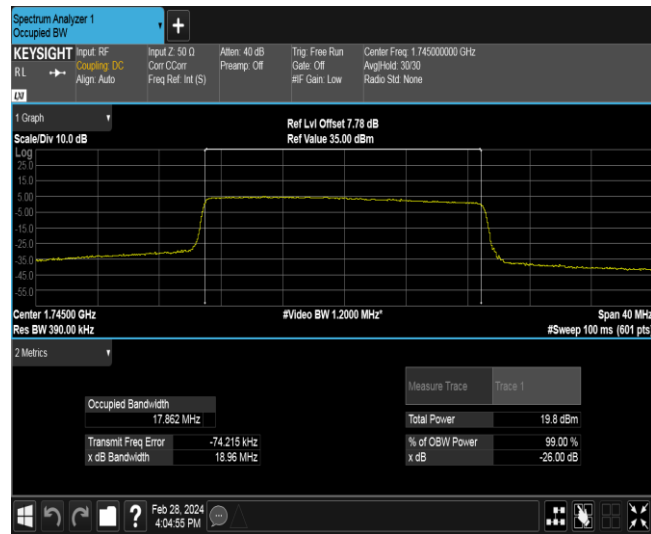 Spectrum Analyzer 1
Occupied BW
+
KEYSIGHT Input: RF Input Z: 50 Ω Atten: 40 dB Trig: Free Run Center Freq: 1.745000000 GHz
RL Coupling: DC Corr CCorr Preamp: Off Gate: Off Avg|Hold: 30/30
Align: Auto Freq Ref: Int (S) #IF Gain: Low Radio Std: None
LXI
1 Graph
Ref Lvl Offset 7.78 dB
Scale/Div 10.0 dB Ref Value 35.00 dBm
Log
25.0
15.0
5.00
-5.00
-15.0
-25.0
-35.0
-45.0
-55.0
Center 1.74500 GHz #Video BW 1.2000 MHz* Span 40 MHz
Res BW 390.00 kHz #Sweep 100 ms (601 pts)
2 Metrics
Measure Trace Trace 1
Occupied Bandwidth
17.862 MHz Total Power 19.8 dBm
Transmit Freq Error -74.215 kHz % of OBW Power 99.00 %
x dB Bandwidth 18.96 MHz x dB -26.00 dB
? Feb 28, 2024
4:04:55 PM